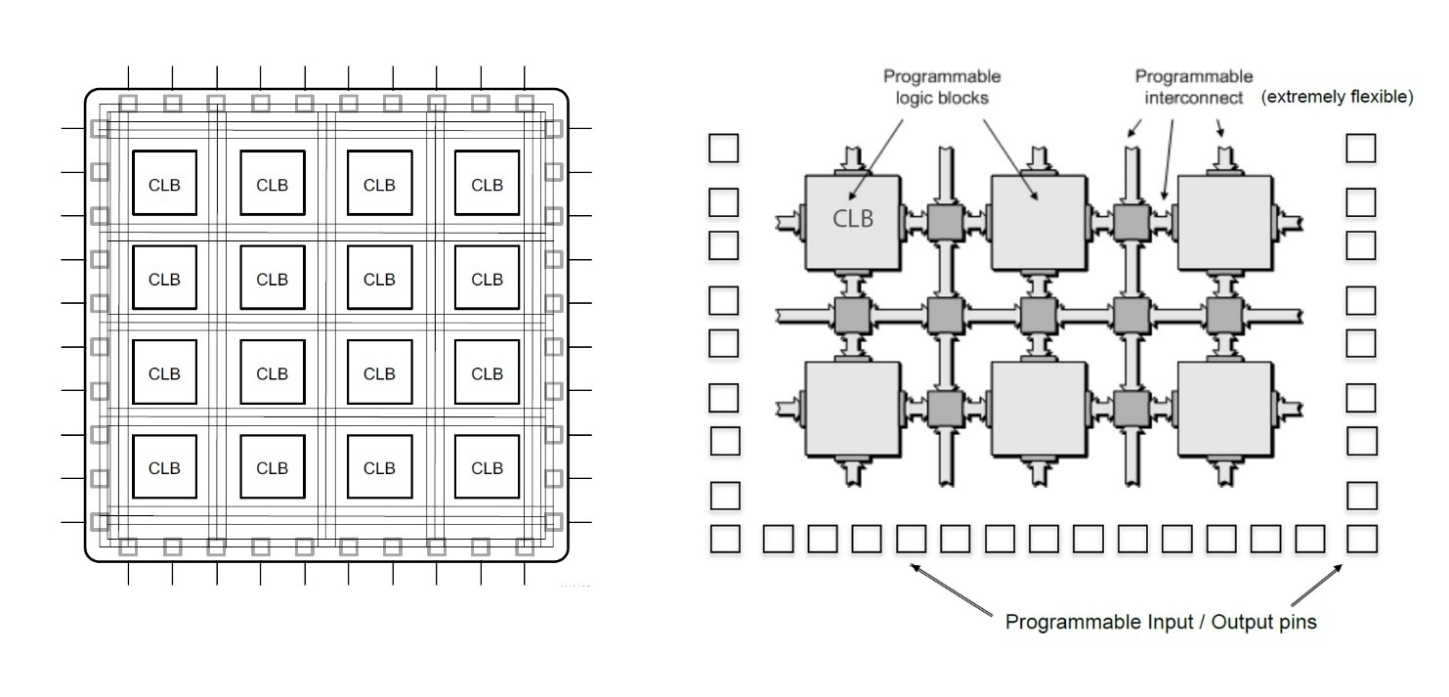 CLB CLB CLB CLB
CLB CLB CLB CLB
CLB CLB CLB CLB
CLB CLB CLB CLB
Programmable
logic blocks
Programmable
interconnect (extremely flexible)
CLB
Programmable Input / Output pins